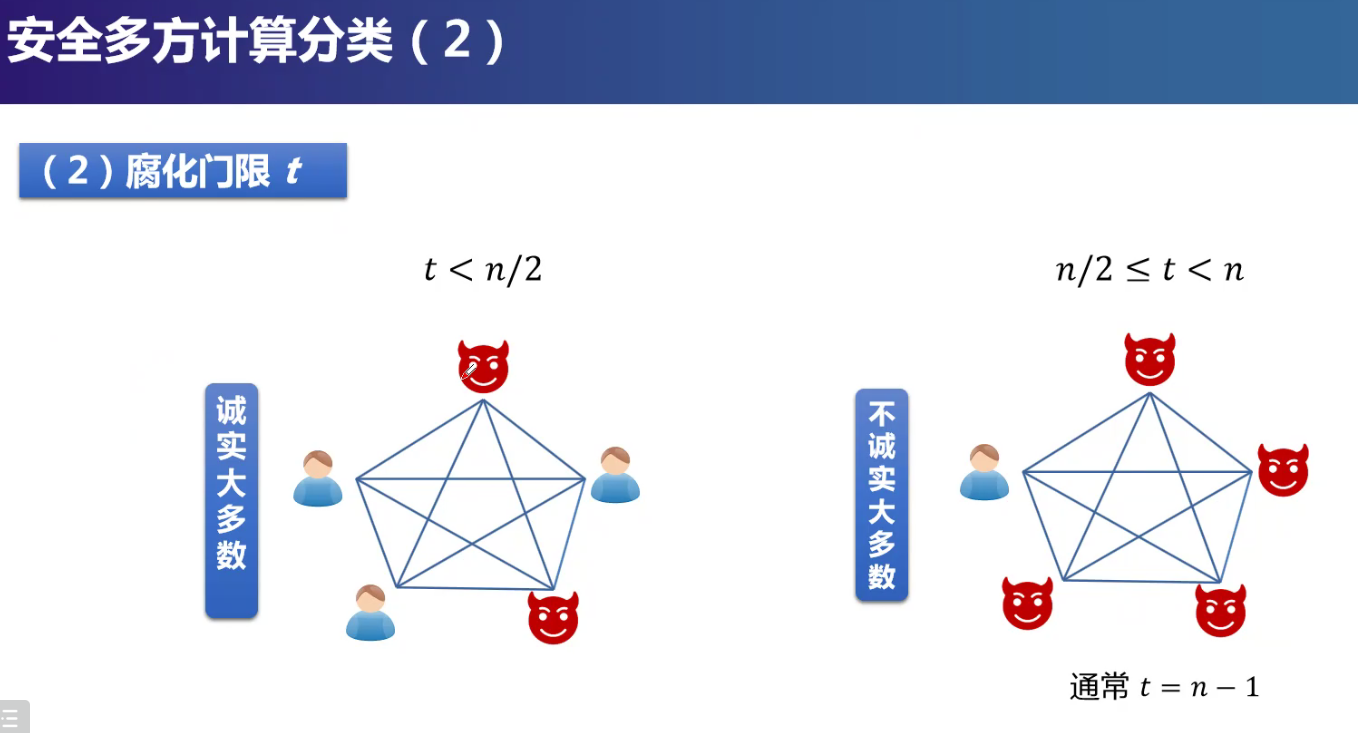 安全多方计算分类（2）
（2）腐化门限 t
t < n/2
n/2 ≤ t < n
诚实大多数
不诚实大多数
通常 t = n − 1